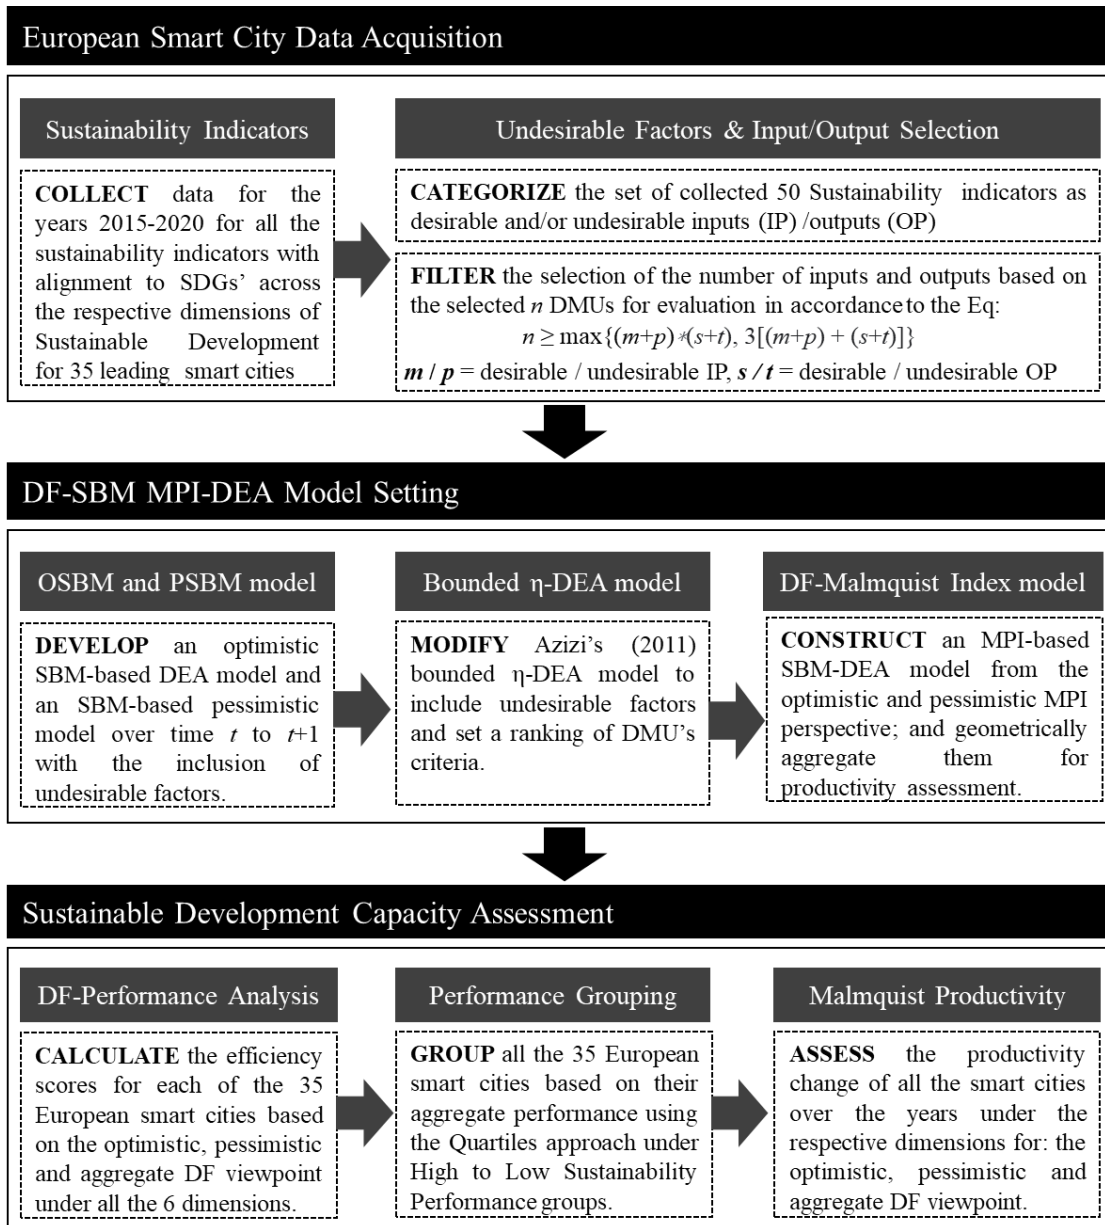 European Smart City Data Acquisition
Sustainability Indicators
COLLECT data for the
years 2015-2020 for all the
sustainability indicators with
alignment to SDGs' across
the respective dimensions of
Sustainable Development
for 35 leading smart cities
Undesirable Factors & Input/Output Selection
CATEGORIZE the set of collected 50 Sustainability indicators as
desirable and/or undesirable inputs (IP) /outputs (OP)
FILTER the selection of the number of inputs and outputs based on
the selected n DMUs for evaluation in accordance to the Eq:
n ≥ max{(m+p) *(s+t), 3[(m+p) + (s+t)]}
m / p = desirable / undesirable IP, s / t = desirable / undesirable OP
DF-SBM MPI-DEA Model Setting
OSBM and PSBM model
DEVELOP an optimistic
SBM-based DEA model and
an SBM-based pessimistic
model over time t to t+1
with the inclusion of
undesirable factors.
Bounded η-DEA model
MODIFY Azizi's (2011)
bounded η-DEA model to
include undesirable factors
and set a ranking of DMU's
criteria.
DF-Malmquist Index model
CONSTRUCT an MPI-based
SBM-DEA model from the
optimistic and pessimistic MPI
perspective; and geometrically
aggregate them for
productivity assessment.
Sustainable Development Capacity Assessment
DF-Performance Analysis
CALCULATE the efficiency
scores for each of the 35
European smart cities based
on the optimistic, pessimistic
and aggregate DF viewpoint
under all the 6 dimensions.
Performance Grouping
GROUP all the 35 European
smart cities based on their
aggregate performance using
the Quartiles approach under
High to Low Sustainability
Performance groups.
Malmquist Productivity
ASSESS the productivity
change of all the smart cities
over the years under the
respective dimensions for: the
optimistic, pessimistic and
aggregate DF viewpoint.